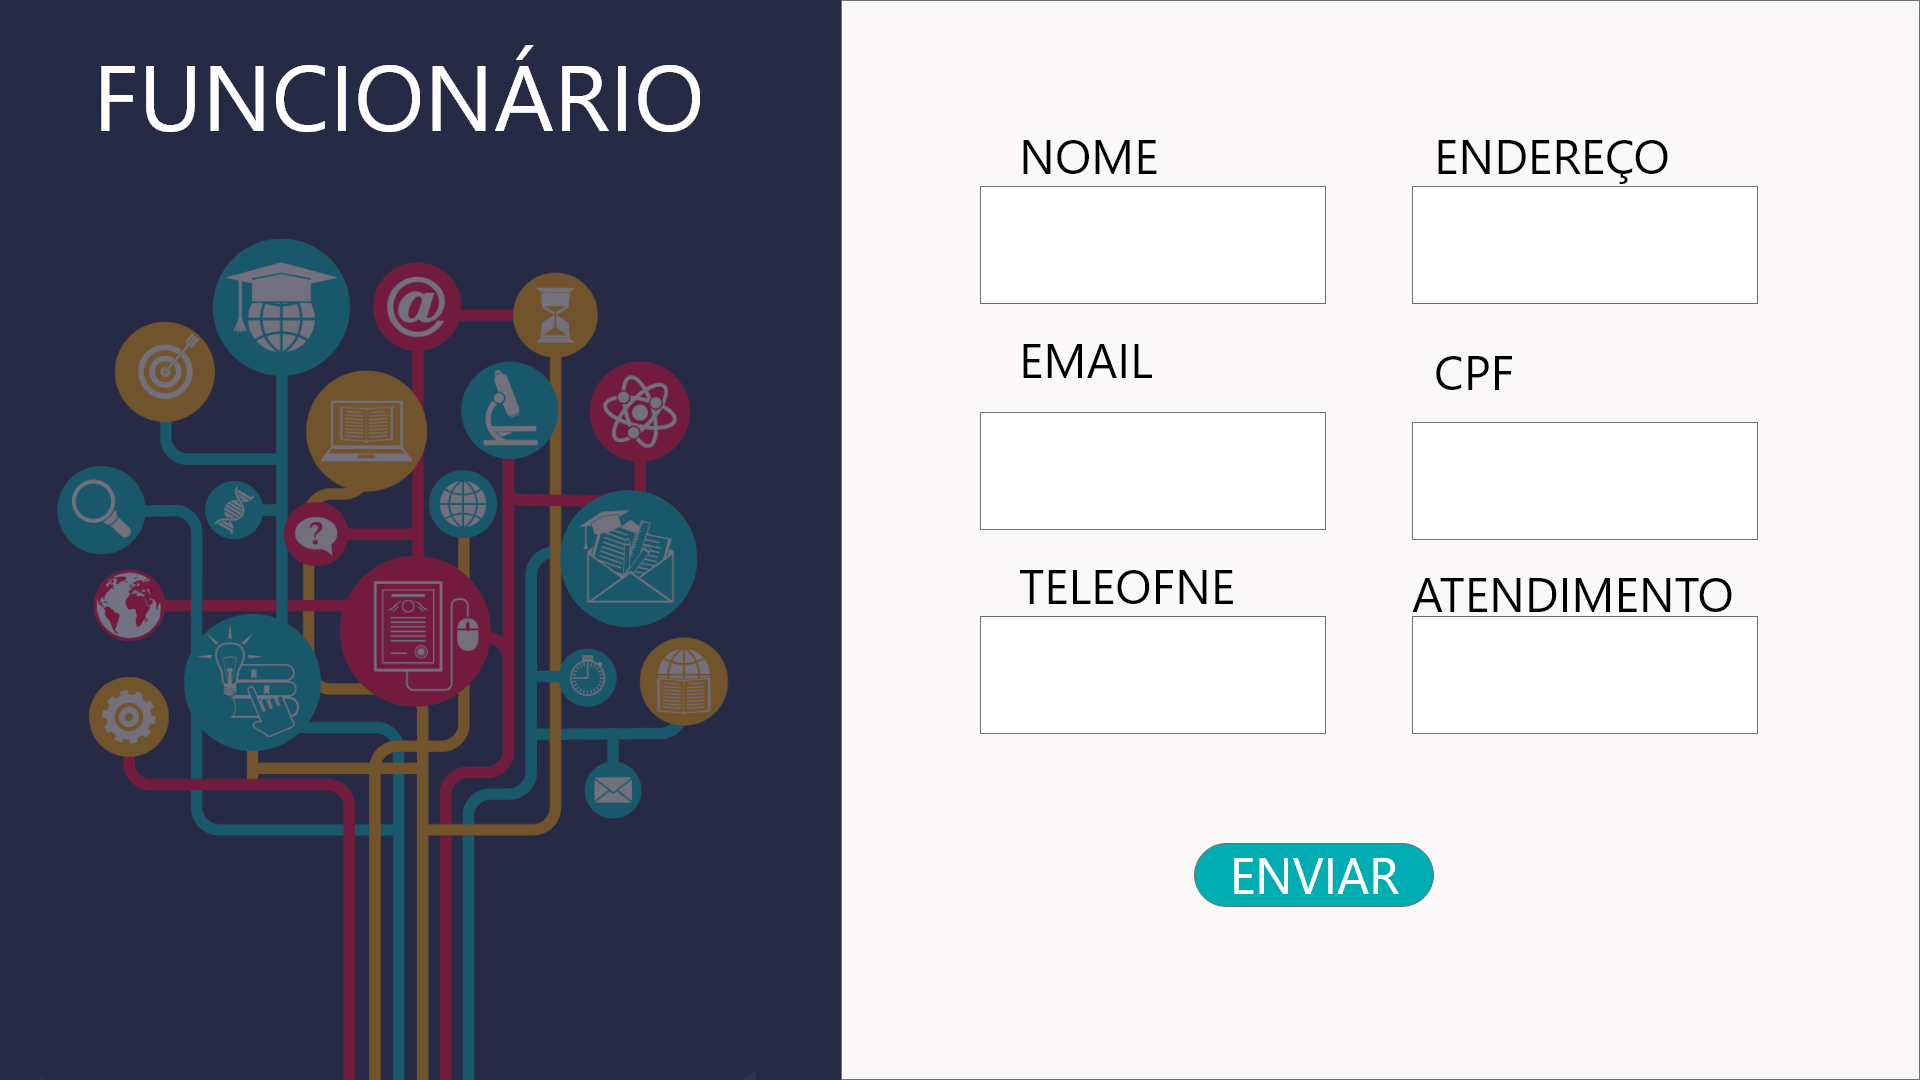 FUNCIONÁRIO
NOME
ENDEREÇO
EMAIL
CPF
TELEOFNE
ATENDIMENTO
ENVIAR
@
?